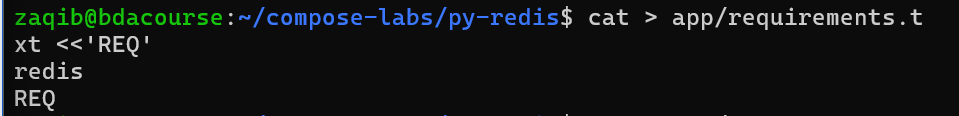 zaqib@bdacourse:~/compose-labs/py-redis$ cat > app/requirements.t
xt <<'REQ'
redis
REQ